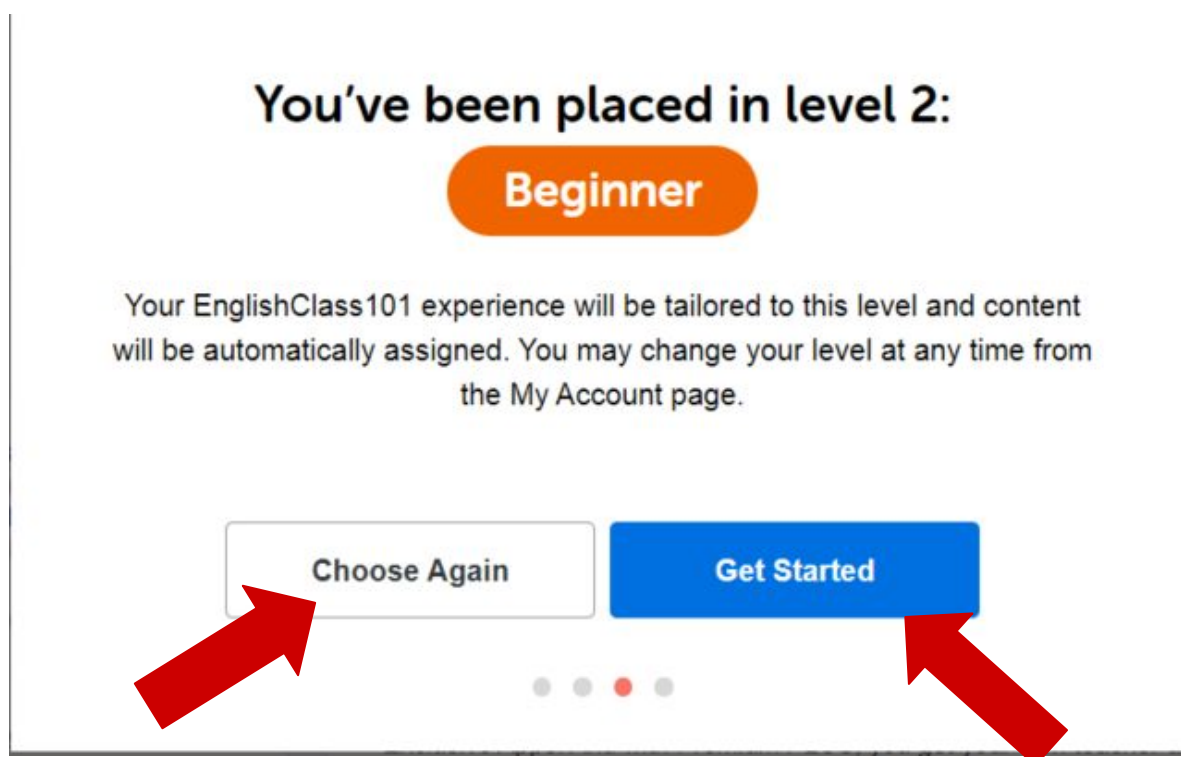 You've been placed in level 2:
Beginner
Your EnglishClass101 experience will be tailored to this level and content
will be automatically assigned. You may change your level at any time from
the My Account page.
Choose Again
Get Started